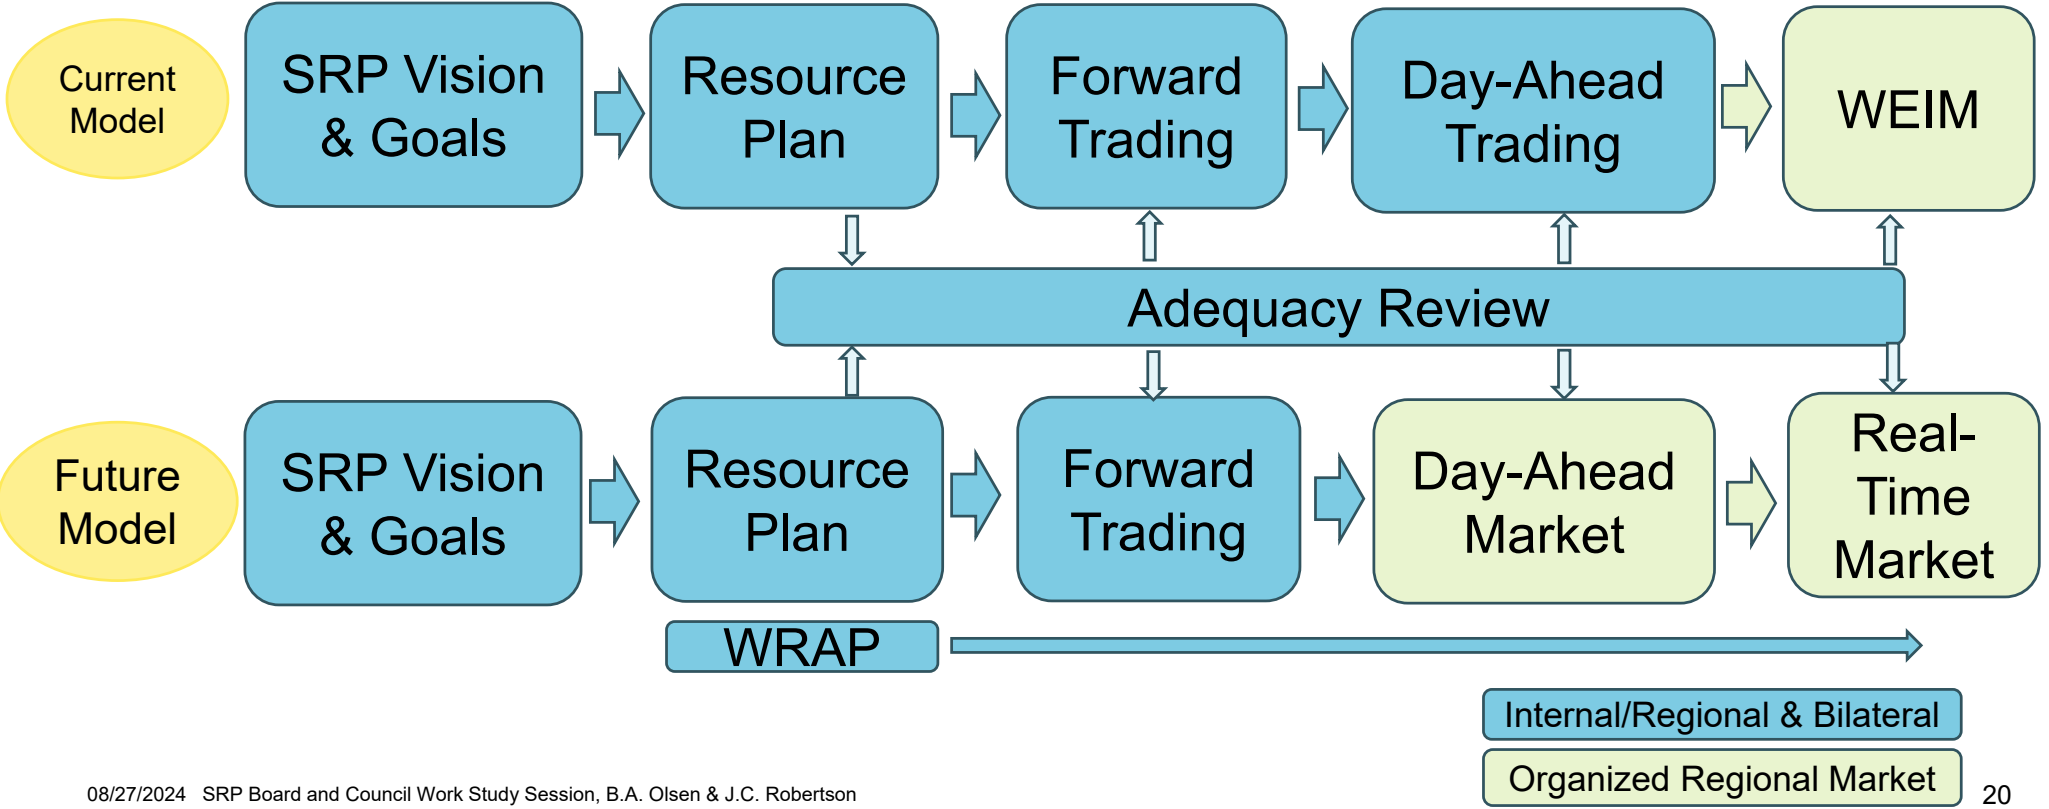 Current
Model
SRP Vision
& Goals
Resource
Plan
Forward
Trading
Day-Ahead
Trading
WEIM
Adequacy Review
Future
Model
SRP Vision
& Goals
Resource
Plan
Forward
Trading
Day-Ahead
Market
Real-
Time
Market
WRAP
Internal/Regional & Bilateral
Organized Regional Market
08/27/2024 SRP Board and Council Work Study Session, B.A. Olsen & J.C. Robertson
20